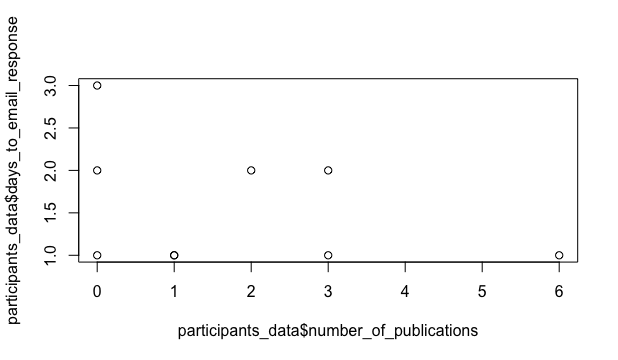 participants_data$days_to_email_response
3.0
2.5
2.0
1.5
1.0
0 1 2 3 4 5 6
participants_data$number_of_publications